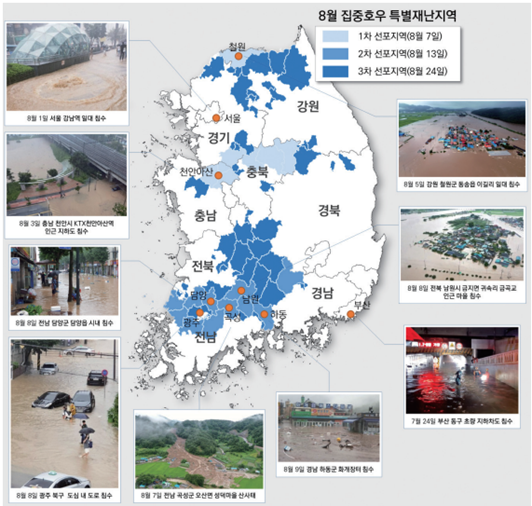 8월 집중호우 특별재난지역
1차 선포지역(8월 7일)
2차 선포지역(8월 13일)
3차 선포지역(8월 24일)
철원
서울
강원
경기
천안아산
충북
충남
경북
전북
담양
남원
경남
부산
광주
곡성
하동
전남
8월 1일 서울 강남역 일대 침수
8월 3일 충남 천안시 KTX천안아산역
인근 지하도 침수
8월 8일 전남 담양군 담양읍 시내 침수
8월 8일 광주 북구 도심 내 도로 침수
8월 7일 전남 곡성군 오산면 성덕마을 산사태
8월 9일 경남 하동군 화개장터 침수
8월 5일 강원 철원군 동송읍 이길리 일대 침수
8월 8일 전북 남원시 금지면 귀속리 금곡교
인근 마을 침수
7월 24일 부산 동구 초량 지하차도 침수